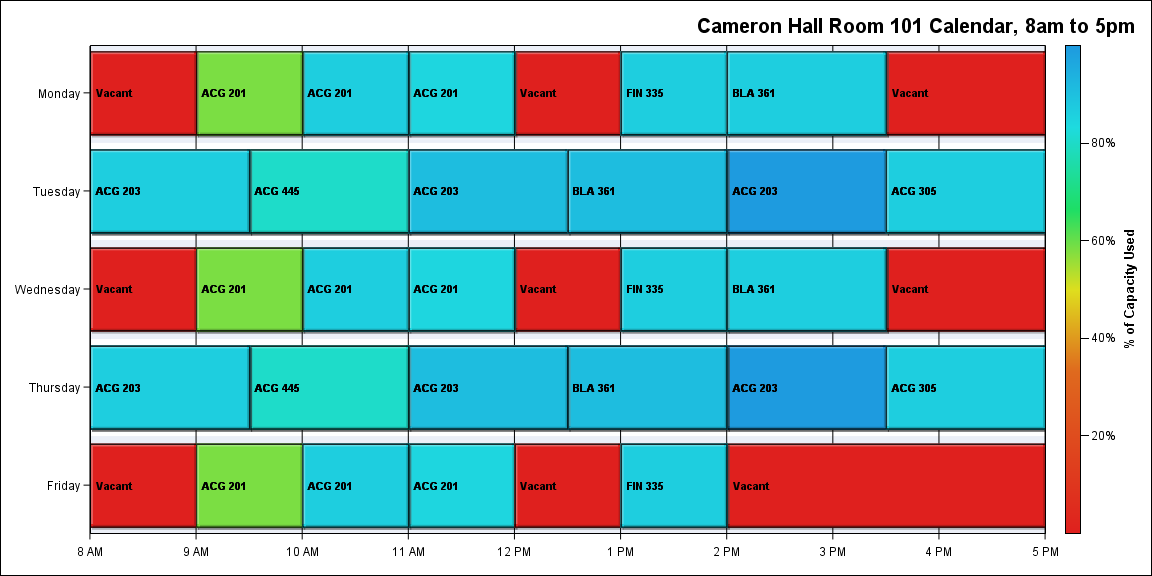 Cameron Hall Room 101 Calendar, 8am to 5pm
Monday
Vacant
ACG 201
ACG 201
ACG 201
Vacant
FIN 335
BLA 361
Vacant
Tuesday
ACG 203
ACG 445
ACG 203
BLA 361
ACG 203
ACG 305
Wednesday
Vacant
ACG 201
ACG 201
ACG 201
Vacant
FIN 335
BLA 361
Vacant
Thursday
ACG 203
ACG 445
ACG 203
BLA 361
ACG 203
ACG 305
Friday
Vacant
ACG 201
ACG 201
ACG 201
Vacant
FIN 335
Vacant
8 AM
9 AM
10 AM
11 AM
12 PM
1 PM
2 PM
3 PM
4 PM
5 PM
80%
60%
40%
20%
% of Capacity Used